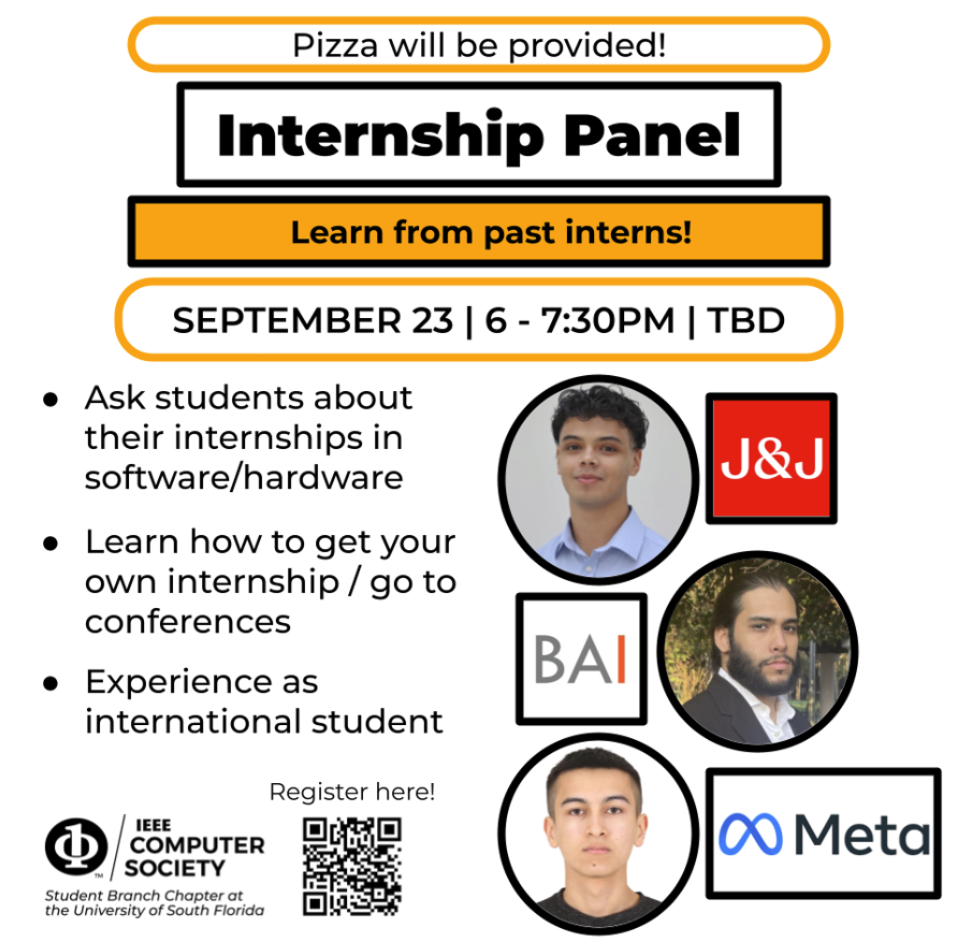 Pizza will be provided!
Internship Panel
Learn from past interns!
SEPTEMBER 23 | 6 - 7:30PM | TBD
• Ask students about
their internships in
software/hardware
• Learn how to get your
own internship / go to
conferences
• Experience as
international student
J&J
BAI
Meta
Register here!
IEEE
COMPUTER
SOCIETY
TM
Student Branch Chapter at
the University of South Florida